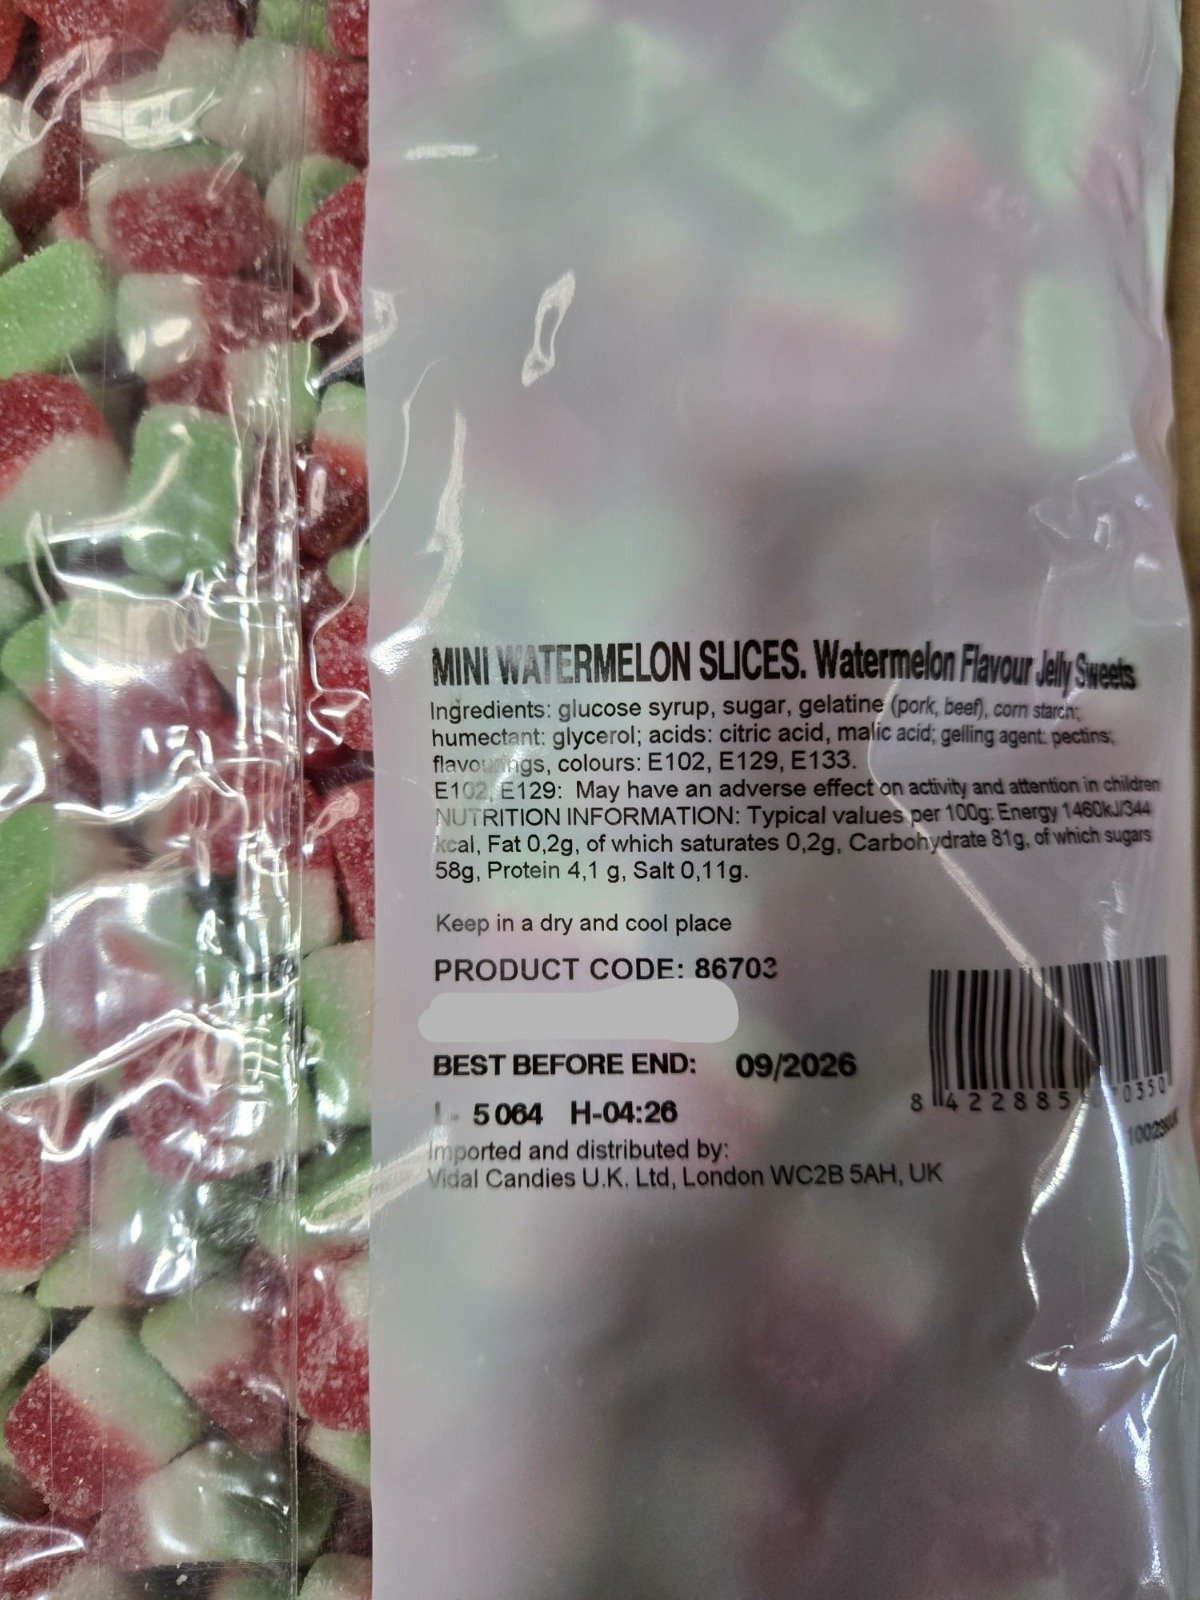 MINI WATERMELON SLICES. Watermelon Flavour Jelly Sweets
Ingredients: glucose syrup, sugar, gelatine (pork, beef), corn starch;
humectant: glycerol; acids: citric acid, malic acid; gelling agent: pectins;
flavourings, colours: E102, E129, E133.
E102, E129: May have an adverse effect on activity and attention in children
NUTRITION INFORMATION: Typical values per 100g: Energy 1460kJ/344
kcal, Fat 0,2g, of which saturates 0,2g, Carbohydrate 81g, of which sugars
58g, Protein 4,1 g, Salt 0,11g.
Keep in a dry and cool place
PRODUCT CODE: 86703
BEST BEFORE END: 09/2026
L- 5 064 H-04:26
Imported and distributed by:
Vidal Candies U.K. Ltd, London WC2B 5AH, UK